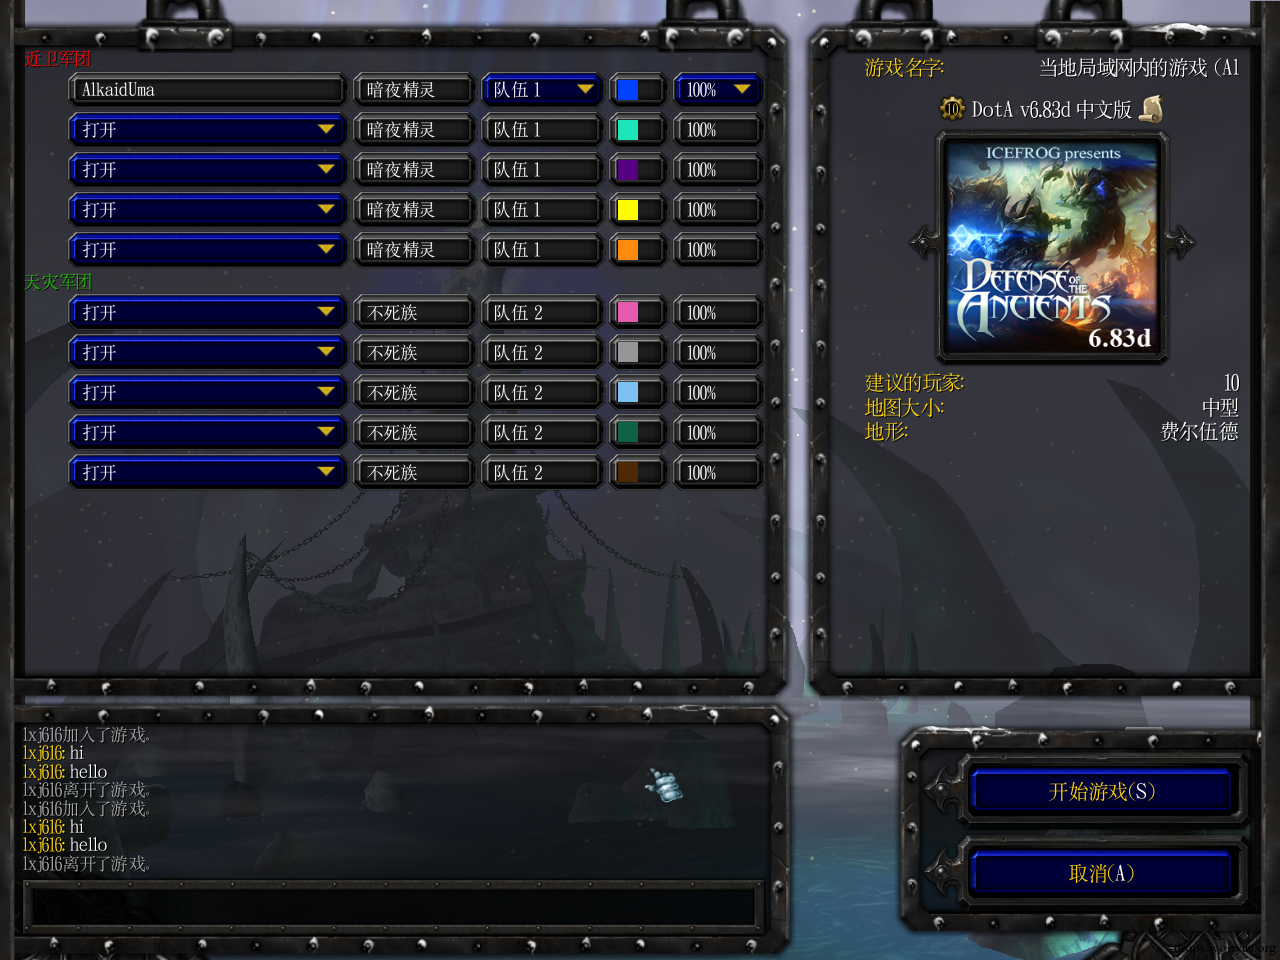 近卫军团
AlkaidUma 暗夜精灵 队伍 1 100%
打开 暗夜精灵 队伍 1 100%
打开 暗夜精灵 队伍 1 100%
打开 暗夜精灵 队伍 1 100%
打开 暗夜精灵 队伍 1 100%
天灾军团
打开 不死族 队伍 2 100%
打开 不死族 队伍 2 100%
打开 不死族 队伍 2 100%
打开 不死族 队伍 2 100%
打开 不死族 队伍 2 100%
游戏名字: 当地局域网内的游戏 (Al
10 DotA v6.83d 中文版
ICEFROG presents
DEFENSE OF THE
ANCIENTS
6.83d
建议的玩家: 10
地图大小: 中型
地形: 费尔伍德
lxj616加入了游戏。
lxj616: hi
lxj616: hello
lxj616离开了游戏。
lxj616加入了游戏。
lxj616: hi
lxj616: hello
lxj616离开了游戏。
开始游戏(S)
取消(A)